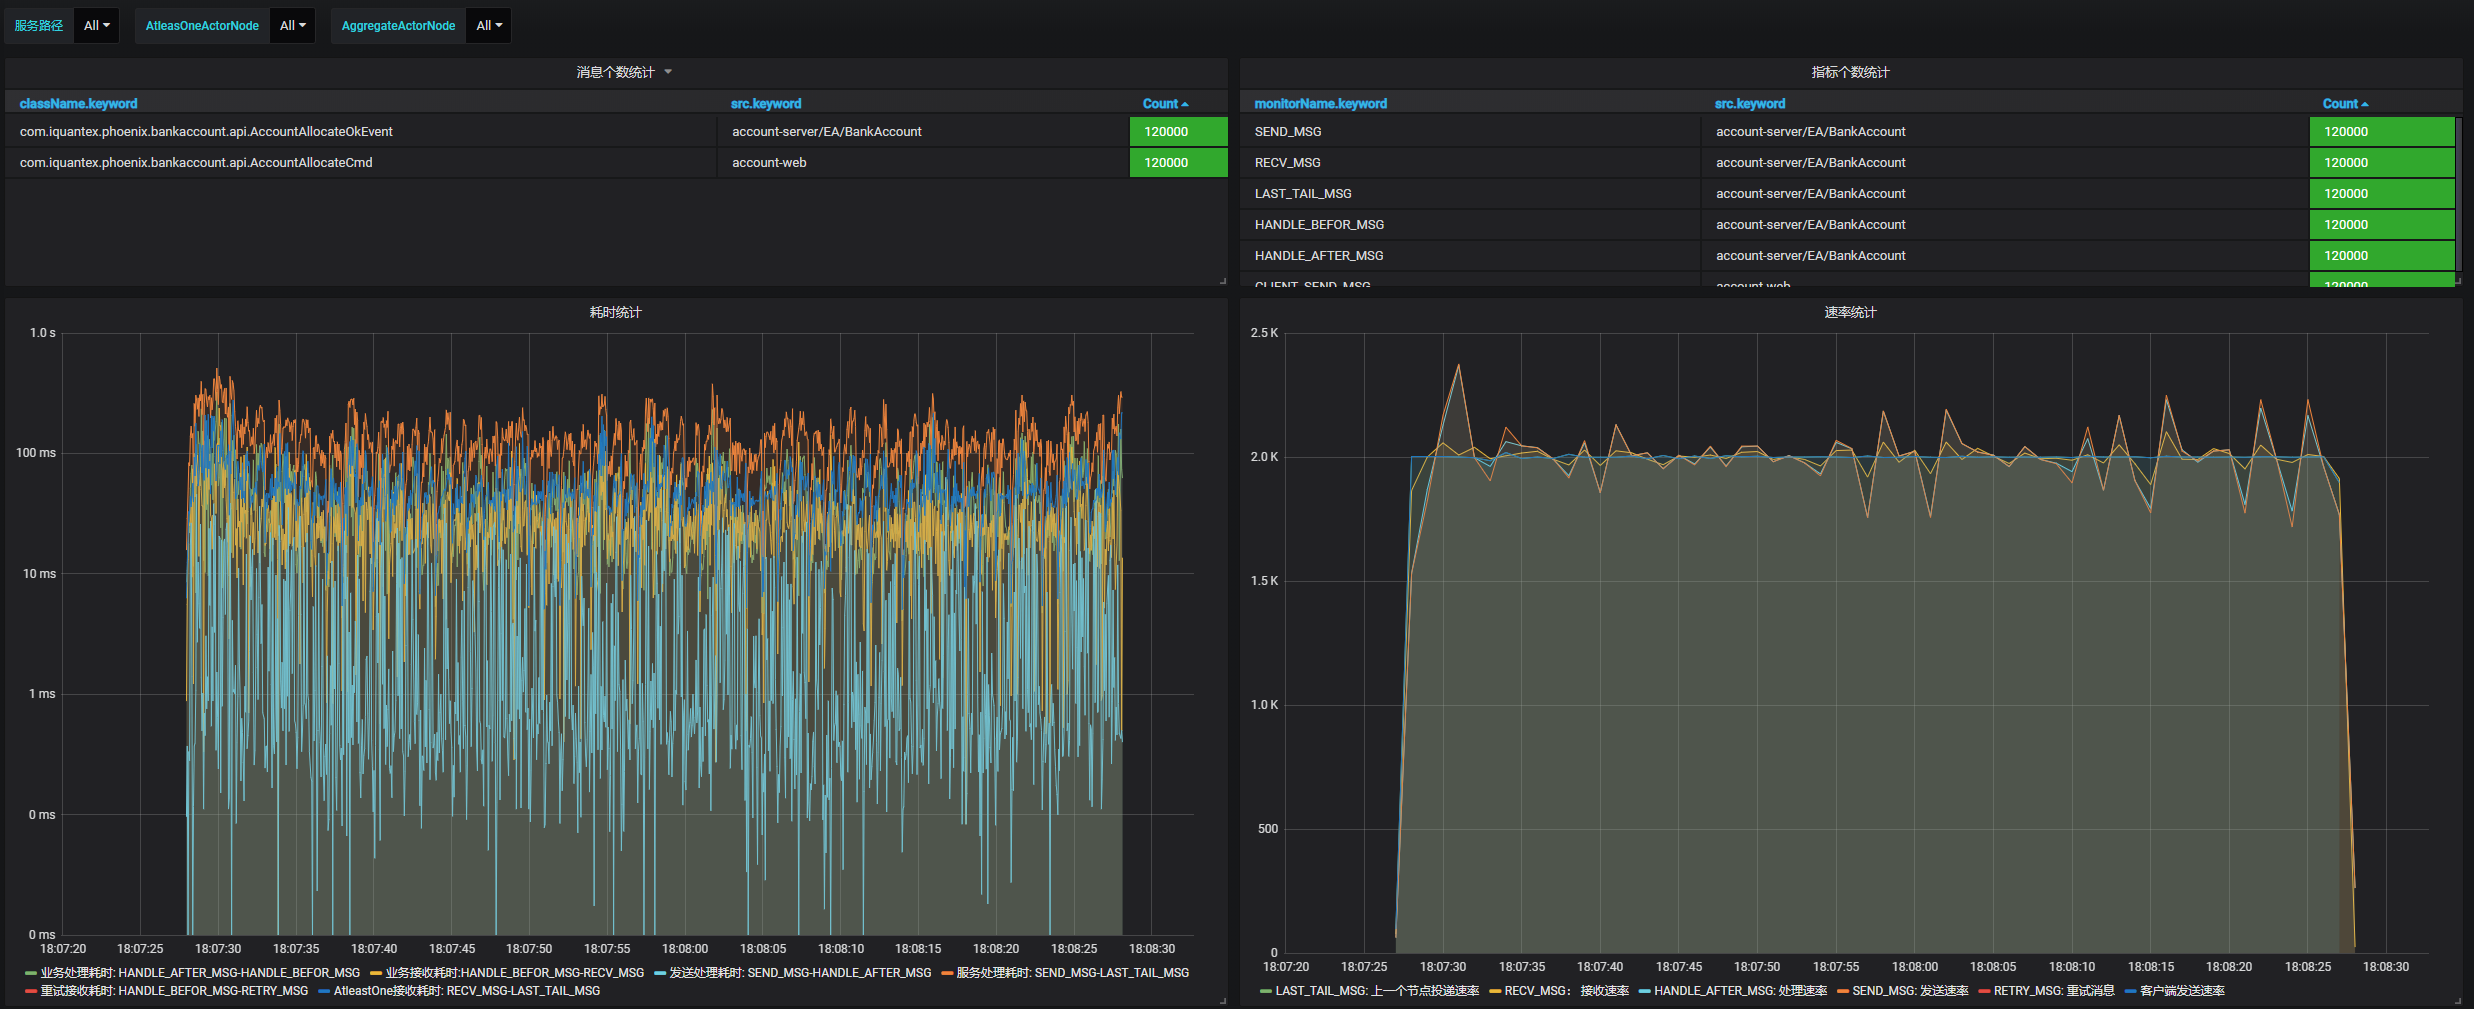 服务路径 All AtleasOneActorNode All AggregateActorNode All
消息个数统计
className.keyword src.keyword Count
com.iquantex.phoenix.bankaccount.api.AccountAllocateOkEvent account-server/EA/BankAccount 120000
com.iquantex.phoenix.bankaccount.api.AccountAllocateCmd account-web 120000
指标个数统计
monitorName.keyword src.keyword Count
SEND_MSG account-server/EA/BankAccount 120000
RECV_MSG account-server/EA/BankAccount 120000
LAST_TAIL_MSG account-server/EA/BankAccount 120000
HANDLE_BEFOR_MSG account-server/EA/BankAccount 120000
HANDLE_AFTER_MSG account-server/EA/BankAccount 120000
CLIENT_SEND_MSG account-web 120000
耗时统计
1.0 s
100 ms
10 ms
1 ms
0 ms
0 ms
18:07:20 18:07:25 18:07:30 18:07:35 18:07:40 18:07:45 18:07:50 18:07:55 18:08:00 18:08:05 18:08:10 18:08:15 18:08:20 18:08:25 18:08:30
业务处理耗时: HANDLE_AFTER_MSG-HANDLE_BEFOR_MSG 业务接收耗时:HANDLE_BEFOR_MSG-RECV_MSG 发送处理耗时: SEND_MSG-HANDLE_AFTER_MSG 服务处理耗时: SEND_MSG-LAST_TAIL_MSG
重试接收耗时: HANDLE_BEFOR_MSG-RETRY_MSG AtleastOne接收耗时: RECV_MSG-LAST_TAIL_MSG
速率统计
2.5 K
2.0 K
1.5 K
1.0 K
500
0
18:07:20 18:07:25 18:07:30 18:07:35 18:07:40 18:07:45 18:07:50 18:07:55 18:08:00 18:08:05 18:08:10 18:08:15 18:08:20 18:08:25 18:08:30
LAST_TAIL_MSG: 上一个节点投递速率 RECV_MSG： 接收速率 HANDLE_AFTER_MSG: 处理速率 SEND_MSG: 发送速率 RETRY_MSG: 重试消息 客户端发送速率